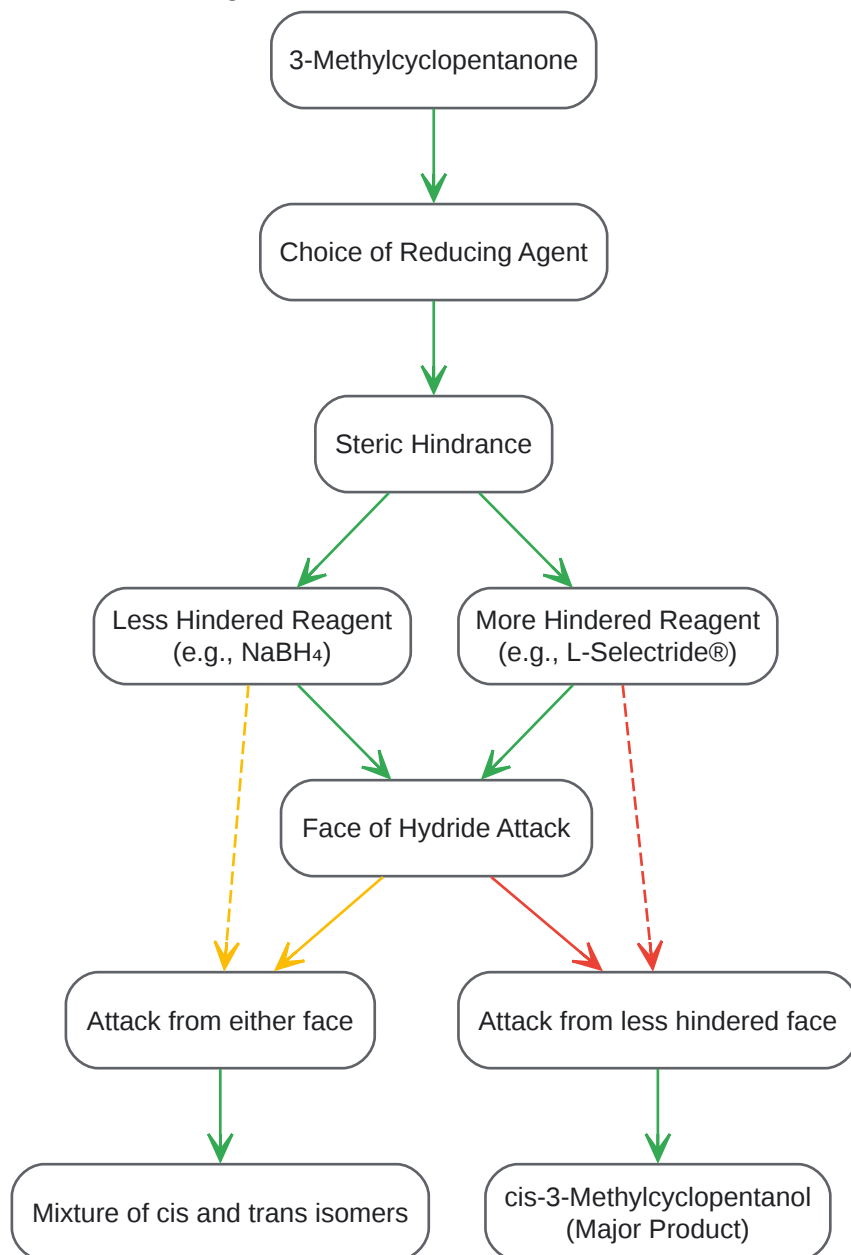 3-Methylcyclopentanone
Choice of Reducing Agent
Steric Hindrance
Less Hindered Reagent
(e.g., NaBH₄)
More Hindered Reagent
(e.g., L-Selectride®)
Face of Hydride Attack
Attack from either face
Attack from less hindered face
Mixture of cis and trans isomers
cis-3-Methylcyclopentanol
(Major Product)